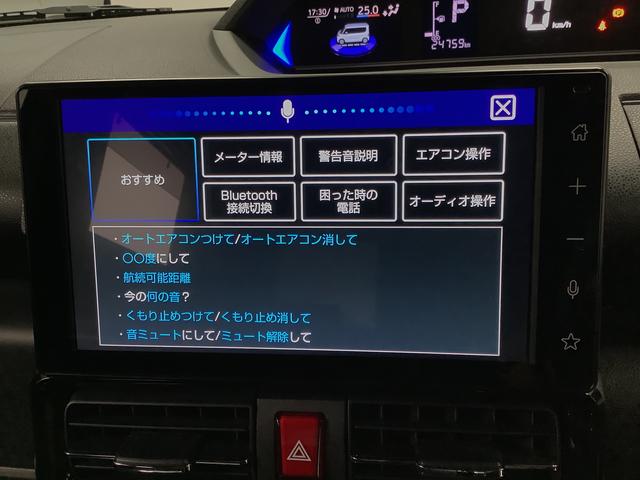 17:30 AUTO 25.0
P
0 km/h
24759km
おすすめ
メーター情報
警告音説明
エアコン操作
Bluetooth
接続切換
困った時の
電話
オーディオ操作
・オートエアコンつけて/オートエアコン消して
・〇〇度にして
・航続可能距離
・今の何の音？
・くもり止めつけて/くもり止め消して
・音ミュートにして/ミュート解除して